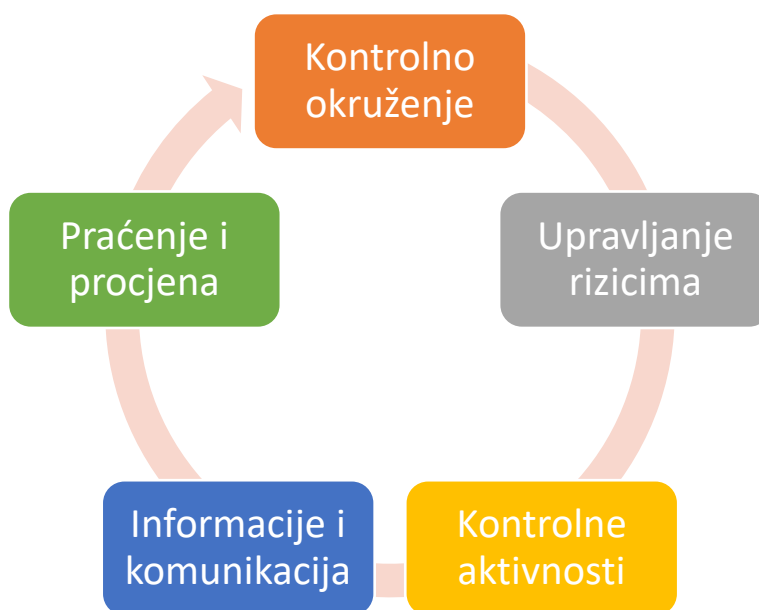 Kontrolno
okruženje
Upravljanje
rizicima
Kontrolne
aktivnosti
Informacije i
komunikacija
Praćenje i
procjena